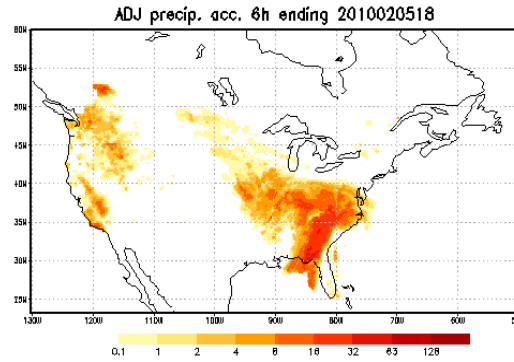 ADJ precip. acc. 6h ending 2010020518
60N
55N
50N
45N
40N
35N
30N
25N
130W 120W 110W 100W 90W 80W 70W 60W
0.1 1 2 4 8 16 32 63 128